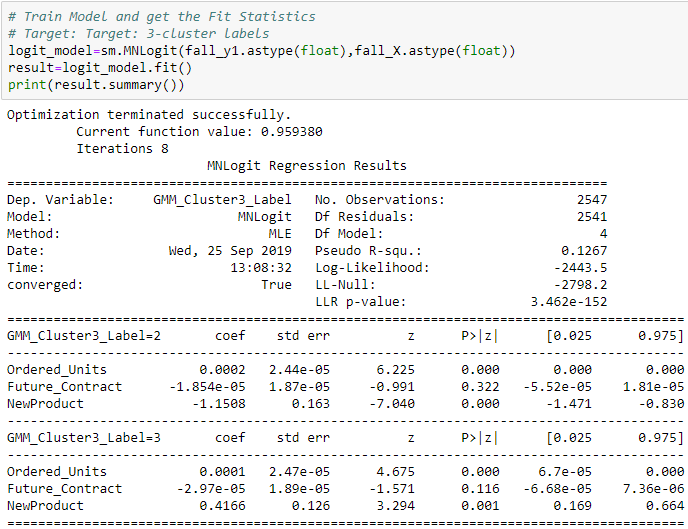 # Train Model and get the Fit Statistics
# Target: Target: 3-cluster labels
logit_model=sm.MNLogit(fall_y1.astype(float),fall_X.astype(float))
result=logit_model.fit()
print(result.summary())
Optimization terminated successfully.
         Current function value: 0.959380
         Iterations 8
                          MNLogit Regression Results
==============================================================================
Dep. Variable:     GMM_Cluster3_Label   No. Observations:                 2547
Model:                        MNLogit   Df Residuals:                     2541
Method:                           MLE   Df Model:                            4
Date:                Wed, 25 Sep 2019   Pseudo R-squ.:                  0.1267
Time:                        13:08:32   Log-Likelihood:                -2443.5
converged:                       True   LL-Null:                       -2798.2
                                        LLR p-value:                3.462e-152
========================================================================================
GMM_Cluster3_Label=2       coef    std err          z      P>|z|      [0.025      0.975]
----------------------------------------------------------------------------------------
Ordered_Units            0.0002   2.44e-05      6.225      0.000       0.000       0.000
Future_Contract      -1.854e-05   1.87e-05     -0.991      0.322   -5.52e-05    1.81e-05
NewProduct              -1.1508      0.163     -7.040      0.000      -1.471      -0.830
----------------------------------------------------------------------------------------
GMM_Cluster3_Label=3       coef    std err          z      P>|z|      [0.025      0.975]
----------------------------------------------------------------------------------------
Ordered_Units            0.0001   2.47e-05      4.675      0.000     6.7e-05       0.000
Future_Contract       -2.97e-05   1.89e-05     -1.571      0.116   -6.68e-05    7.36e-06
NewProduct               0.4166      0.126      3.294      0.001       0.169       0.664
========================================================================================